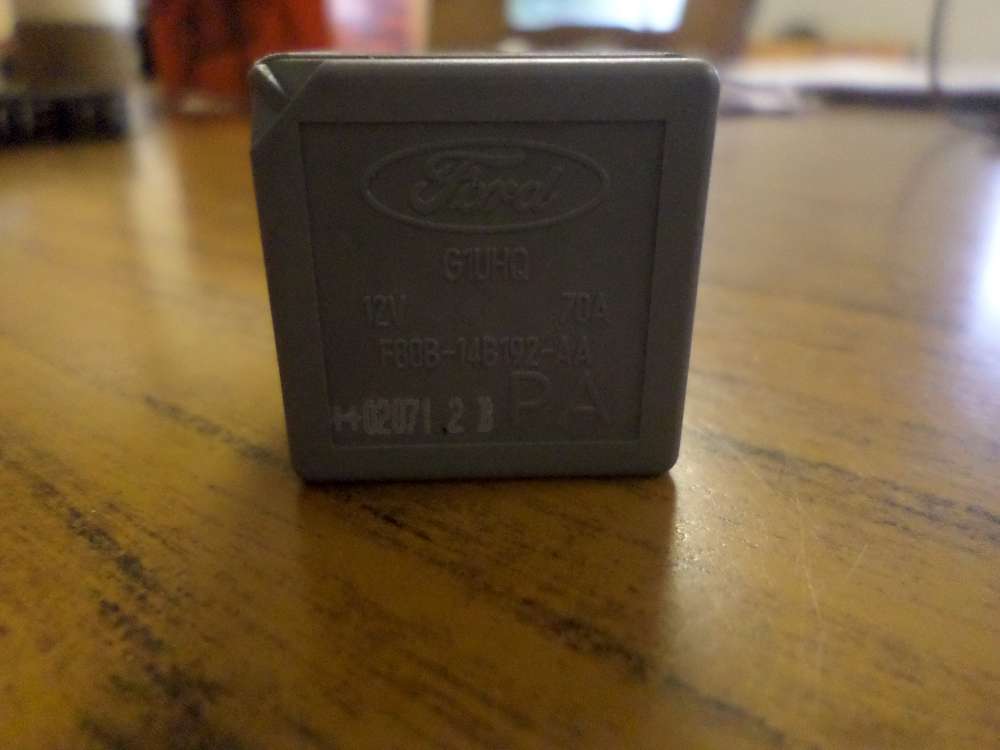 Ford
G1UHQ
12V 70A
F80B-14B192-AA
02071 2 B PA